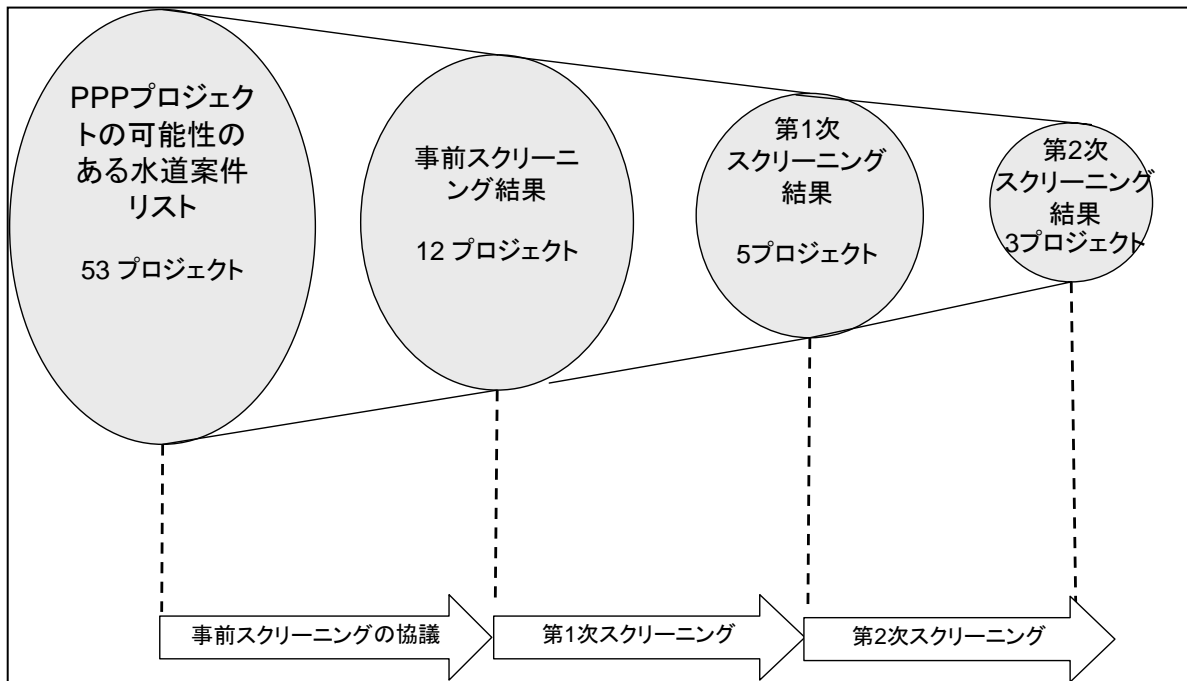 PPPプロジェク
トの可能性の
ある水道案件
リスト
53 プロジェクト
事前スクリーニ
ング結果
12 プロジェクト
第1次
スクリーニング
結果
5プロジェクト
第2次
スクリーニング
結果
3プロジェクト
事前スクリーニングの協議
第1次スクリーニング
第2次スクリーニング